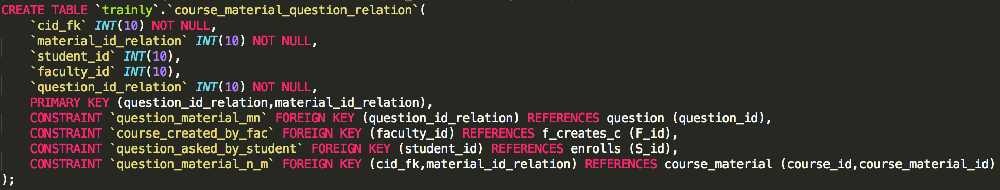 CREATE TABLE `trainly`.`course_material_question_relation`(
    `cid_fk` INT(10) NOT NULL,
    `material_id_relation` INT(10) NOT NULL,
    `student_id` INT(10),
    `faculty_id` INT(10),
    `question_id_relation` INT(10) NOT NULL,
    PRIMARY KEY (question_id_relation,material_id_relation),
    CONSTRAINT `question_material_mn` FOREIGN KEY (question_id_relation) REFERENCES question (question_id),
    CONSTRAINT `course_created_by_fac` FOREIGN KEY (faculty_id) REFERENCES f_creates_c (F_id),
    CONSTRAINT `question_asked_by_student` FOREIGN KEY (student_id) REFERENCES enrolls (S_id),
    CONSTRAINT `question_material_n_m` FOREIGN KEY (cid_fk,material_id_relation) REFERENCES course_material (course_id,course_material_id)
);